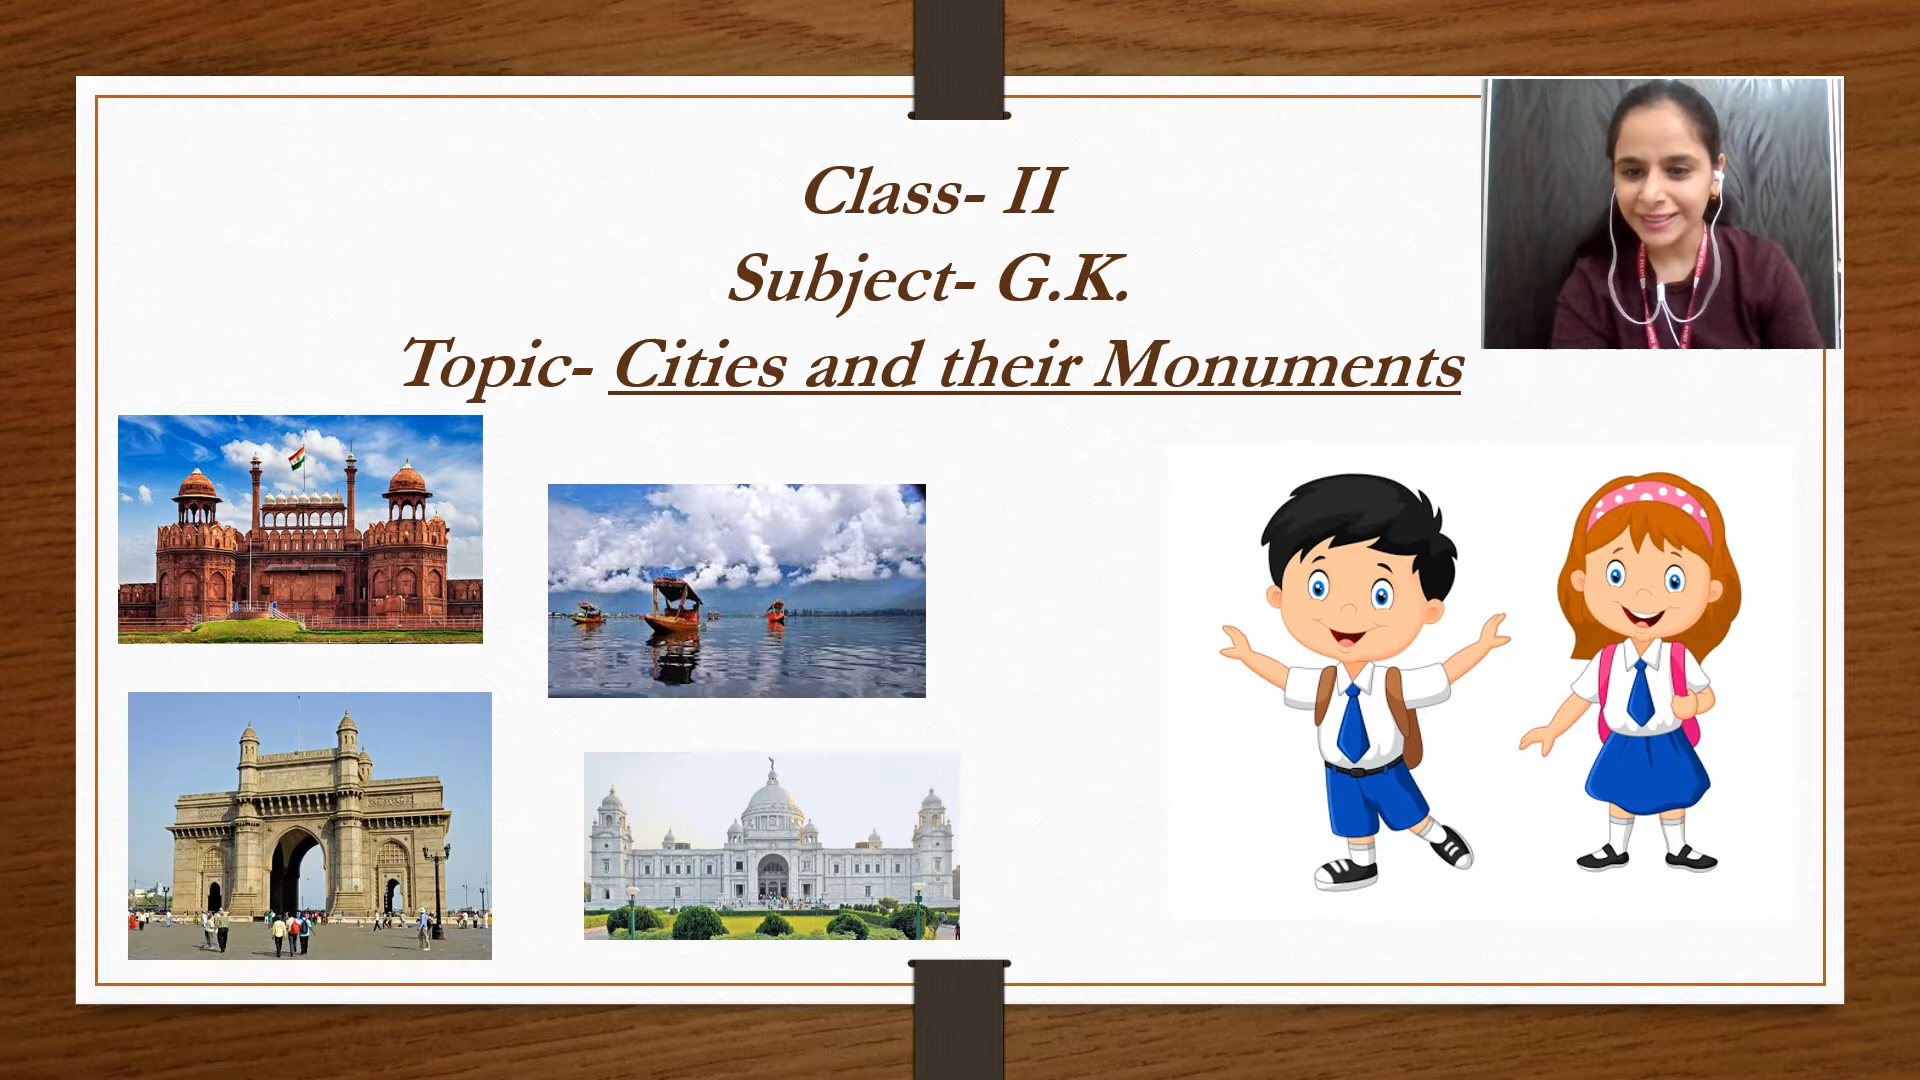 Class- II
Subject- G.K.
Topic- Cities and their Monuments